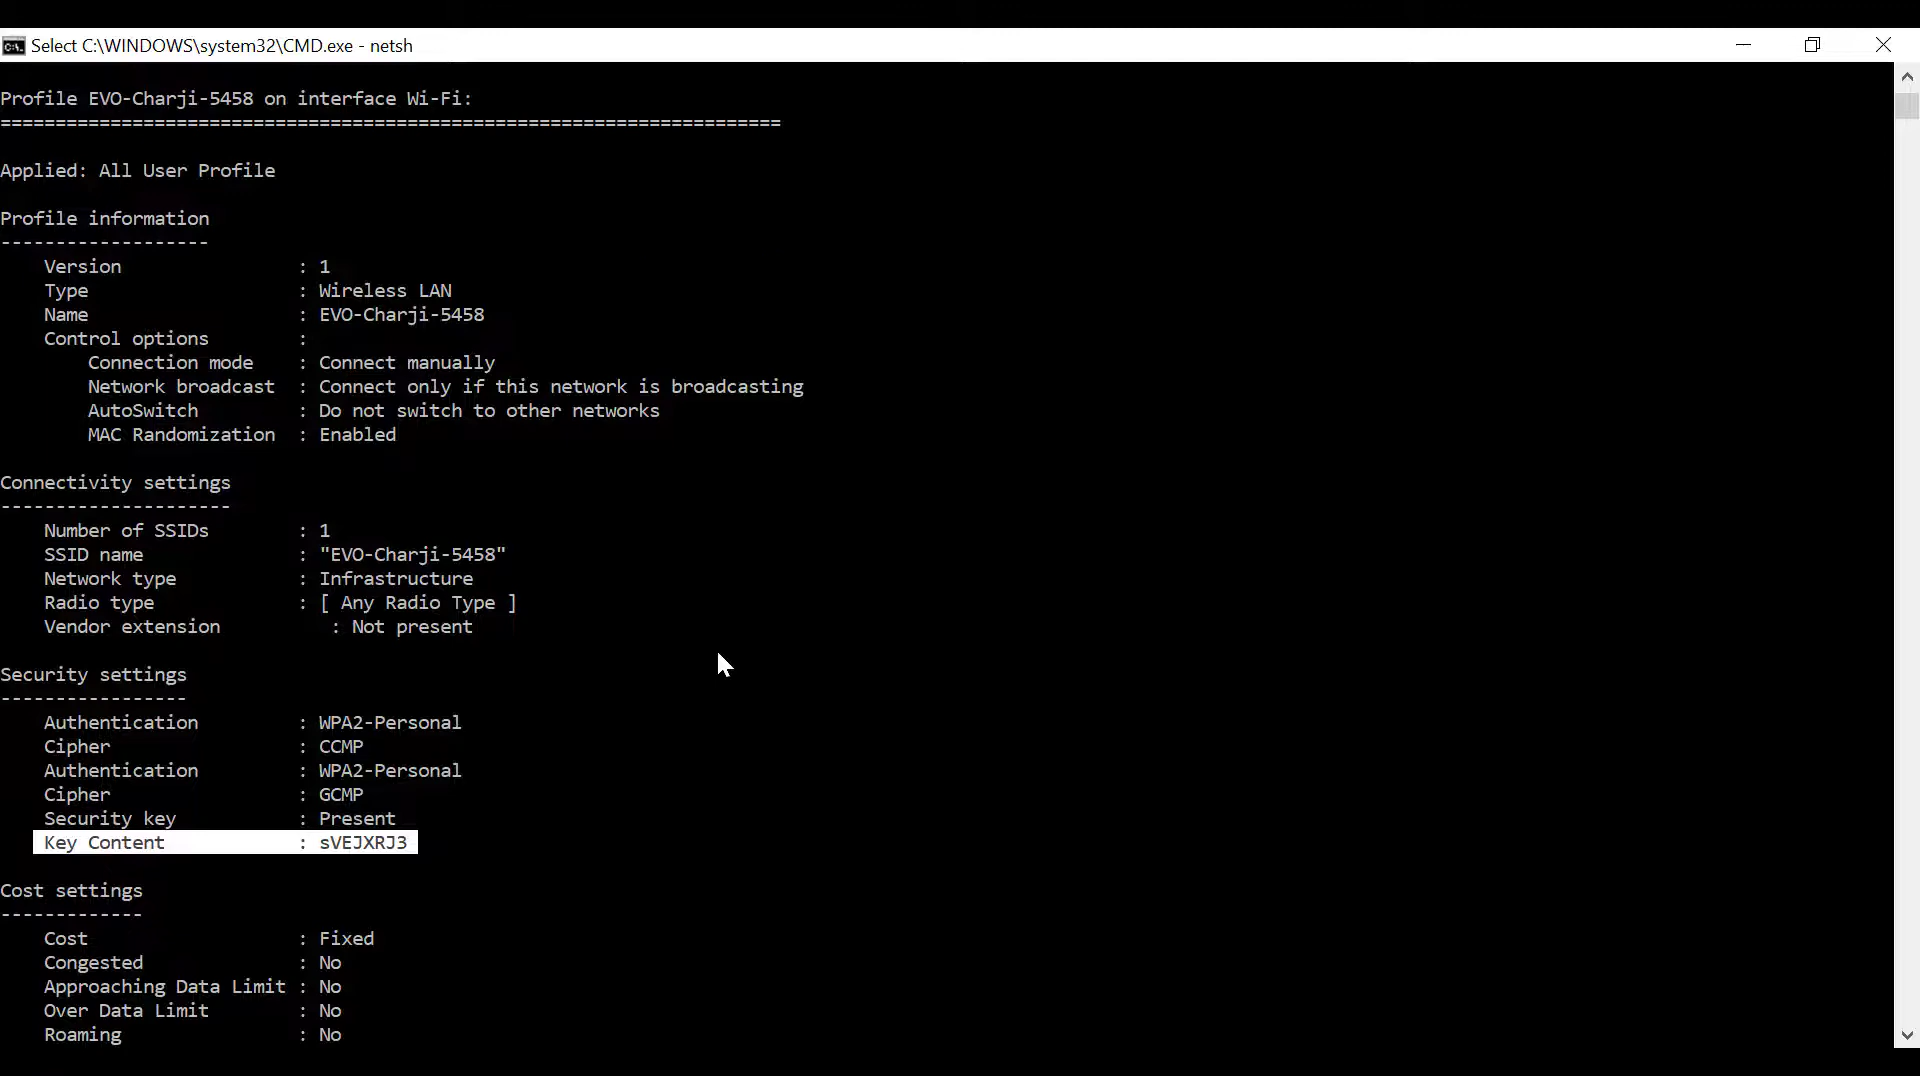 Select C:\WINDOWS\system32\CMD.exe - netsh
Profile EVO-Charji-5458 on interface Wi-Fi:
=======================================================================
Applied: All User Profile
Profile information
-------------------
Version : 1
Type : Wireless LAN
Name : EVO-Charji-5458
Control options :
Connection mode : Connect manually
Network broadcast : Connect only if this network is broadcasting
AutoSwitch : Do not switch to other networks
MAC Randomization : Enabled
Connectivity settings
---------------------
Number of SSIDs : 1
SSID name : "EVO-Charji-5458"
Network type : Infrastructure
Radio type : [ Any Radio Type ]
Vendor extension : Not present
Security settings
-----------------
Authentication : WPA2-Personal
Cipher : CCMP
Authentication : WPA2-Personal
Cipher : GCMP
Security key : Present
Key Content : sVEJXRJ3
Cost settings
-------------
Cost : Fixed
Congested : No
Approaching Data Limit : No
Over Data Limit : No
Roaming : No